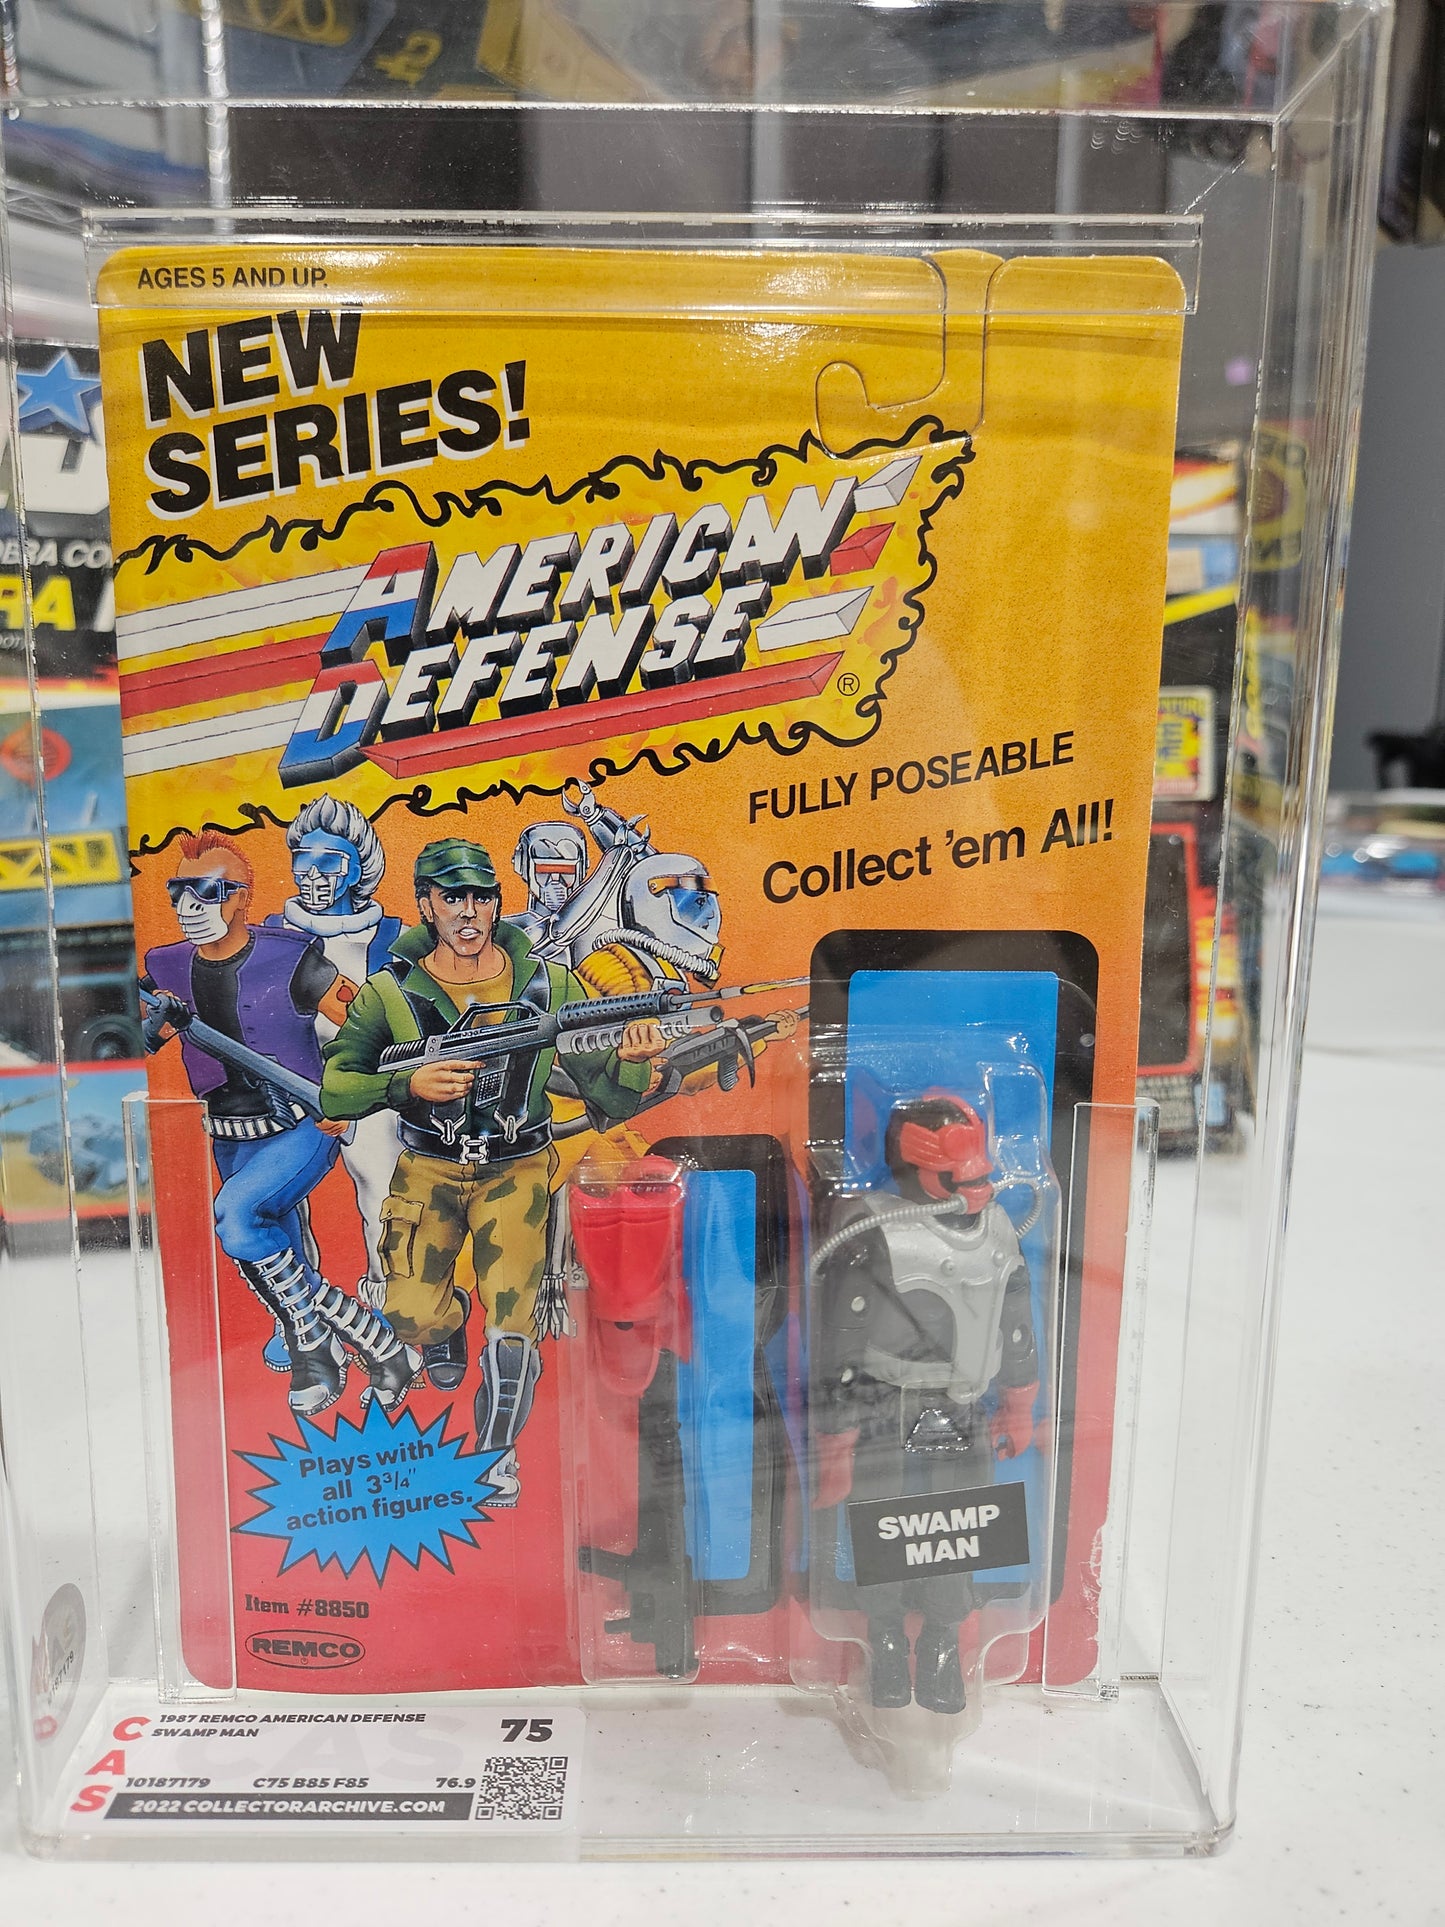 AGES 5 AND UP.
NEW
SERIES!
AMERICAN
DEFENSE
®
FULLY POSEABLE
Collect 'em All!
Plays with
all 3 3/4"
action figures.
Item #8850
REMCO
SWAMP
MAN
CAS
1987 REMCO AMERICAN DEFENSE
SWAMP MAN
75
10187179 C75 B85 F85 76.9
2022 COLLECTORARCHIVE.COM